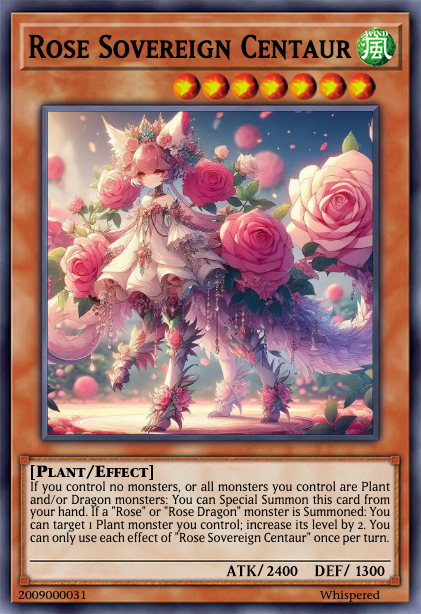 Rose Sovereign Centaur
WIND
風
[Plant/Effect]
If you control no monsters, or all monsters you control are Plant
and/or Dragon monsters: You can Special Summon this card from
your hand. If a "Rose" or "Rose Dragon" monster is Summoned: You
can target 1 Plant monster you control; increase its level by 2. You
can only use each effect of "Rose Sovereign Centaur" once per turn.
ATK/2400 DEF/1300
2009000031 Whispered